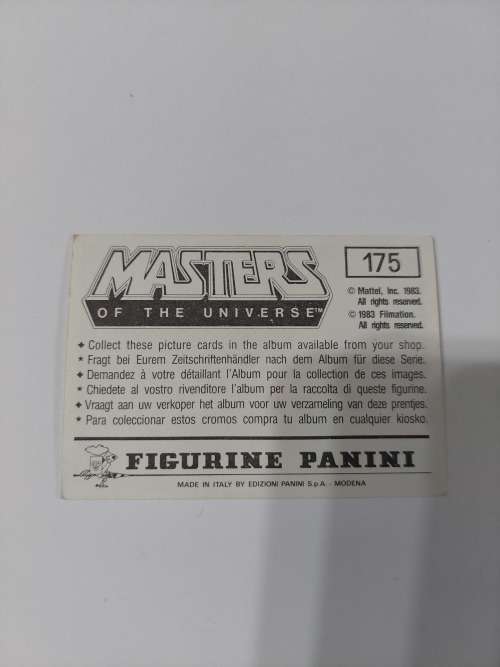 MASTERS
OF THE UNIVERSE™
175
© Mattel, Inc. 1983.
All rights reserved.
© 1983 Filmation.
All rights reserved.
✦ Collect these picture cards in the album available from your shop.
★ Fragt bei Eurem Zeitschriftenhändler nach dem Album für diese Serie.
✦ Demandez à votre détaillant l'Album pour la collection de ces images.
★ Chiedete al vostro rivenditore l'album per la raccolta di queste figurine.
✦ Vraagt aan uw verkoper het album voor uw verzameling van deze prentjes.
★ Para coleccionar estos cromos compra tu album en cualquier kiosko.
FIGURINE PANINI
MADE IN ITALY BY EDIZIONI PANINI S.p.A. - MODENA